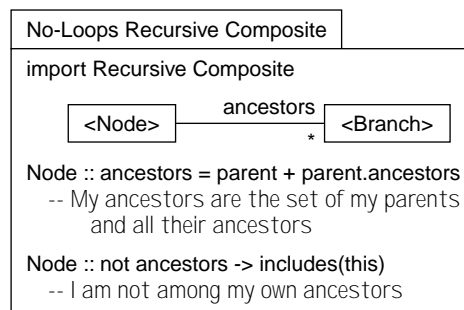 No-Loops Recursive Composite
import Recursive Composite
ancestors
<Node>
<Branch>
*
Node :: ancestors = parent + parent.ancestors
-- My ancestors are the set of my parents
and all their ancestors
Node :: not ancestors -> includes(this)
-- I am not among my own ancestors